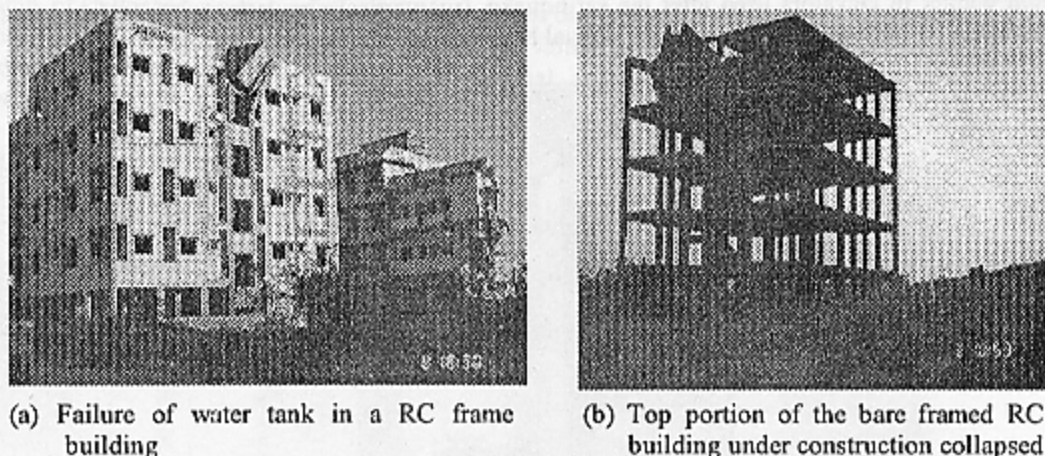 (a) Failure of water tank in a RC frame
building
(b) Top portion of the bare framed RC
building under construction collapsed